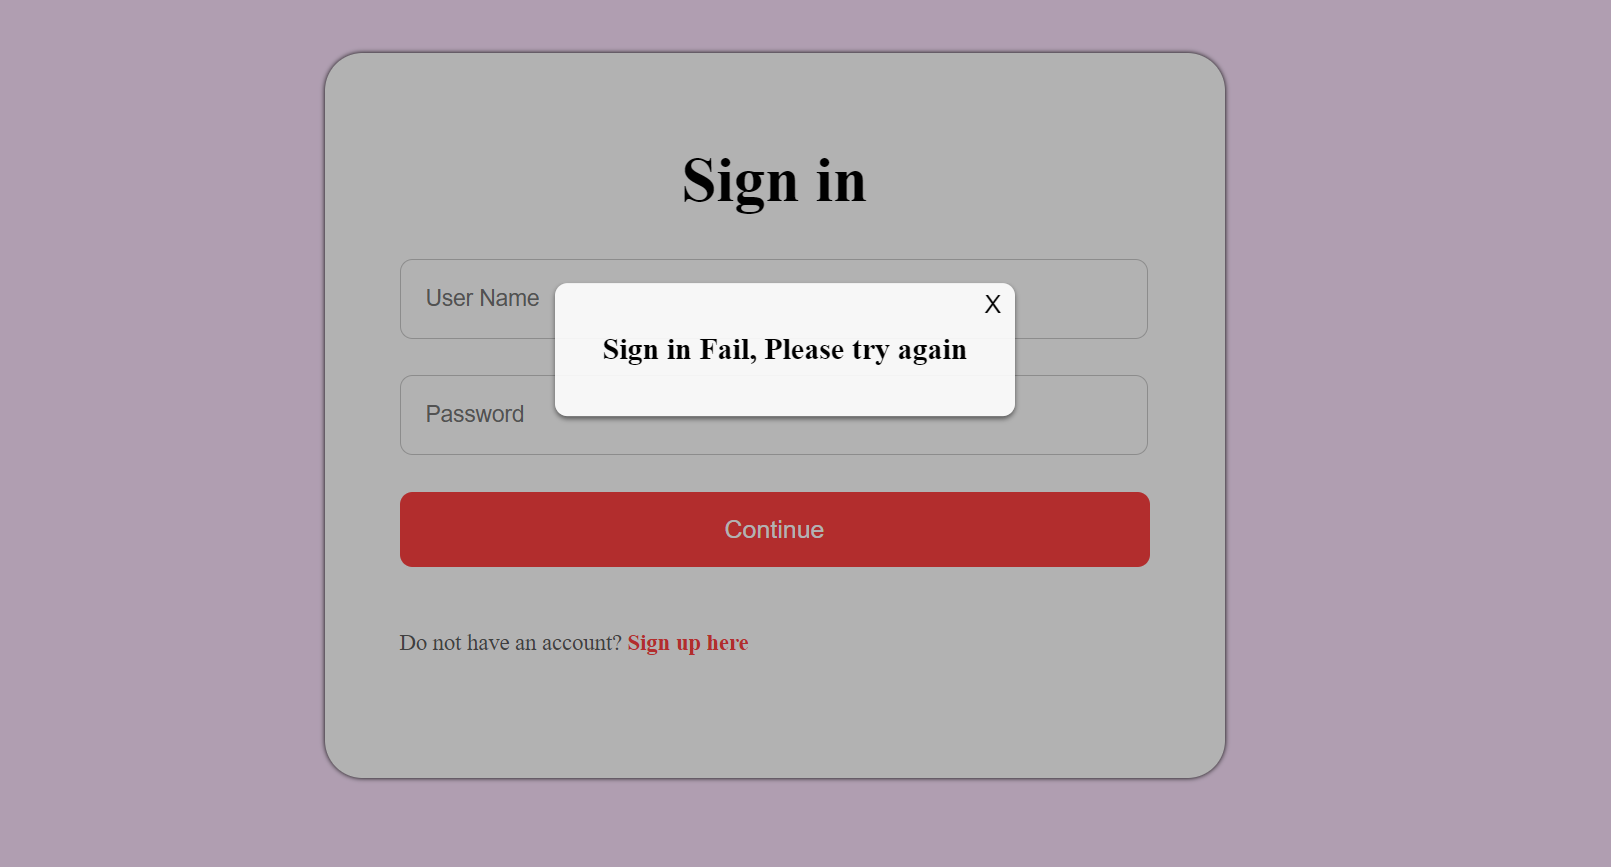 Sign in
User Name
X
Sign in Fail, Please try again
Password
Continue
Do not have an account? Sign up here